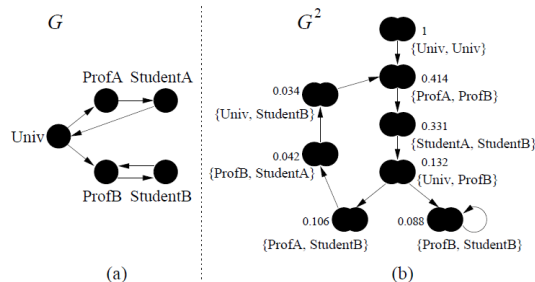 G
ProfA StudentA
Univ
ProfB StudentB
(a)
G²
1
{Univ, Univ}
0.414
{ProfA, ProfB}
0.034
{Univ, StudentB}
0.331
{StudentA, StudentB}
0.042
{ProfB, StudentA}
0.132
{Univ, ProfB}
0.106
{ProfA, StudentB}
0.088
{ProfB, StudentB}
(b)